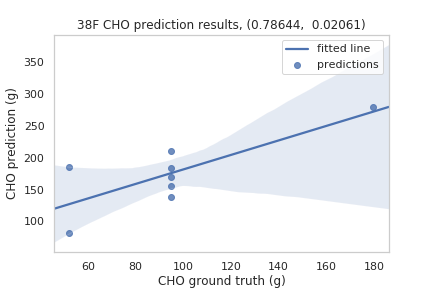 38F CHO prediction results, (0.78644,  0.02061)
fitted line
predictions
CHO prediction (g)
350
300
250
200
150
100
60 80 100 120 140 160 180
CHO ground truth (g)